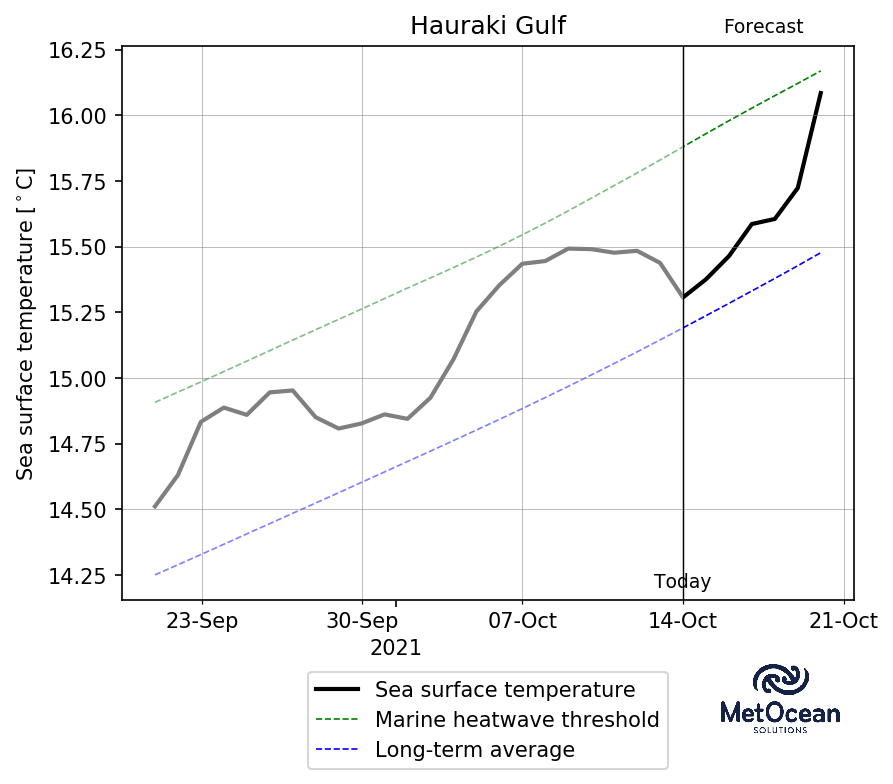 Hauraki Gulf
Forecast
Sea surface temperature [°C]
16.25
16.00
15.75
15.50
15.25
15.00
14.75
14.50
14.25
Today
23-Sep
30-Sep
07-Oct
14-Oct
21-Oct
2021
Sea surface temperature
Marine heatwave threshold
Long-term average
MetOcean
SOLUTIONS